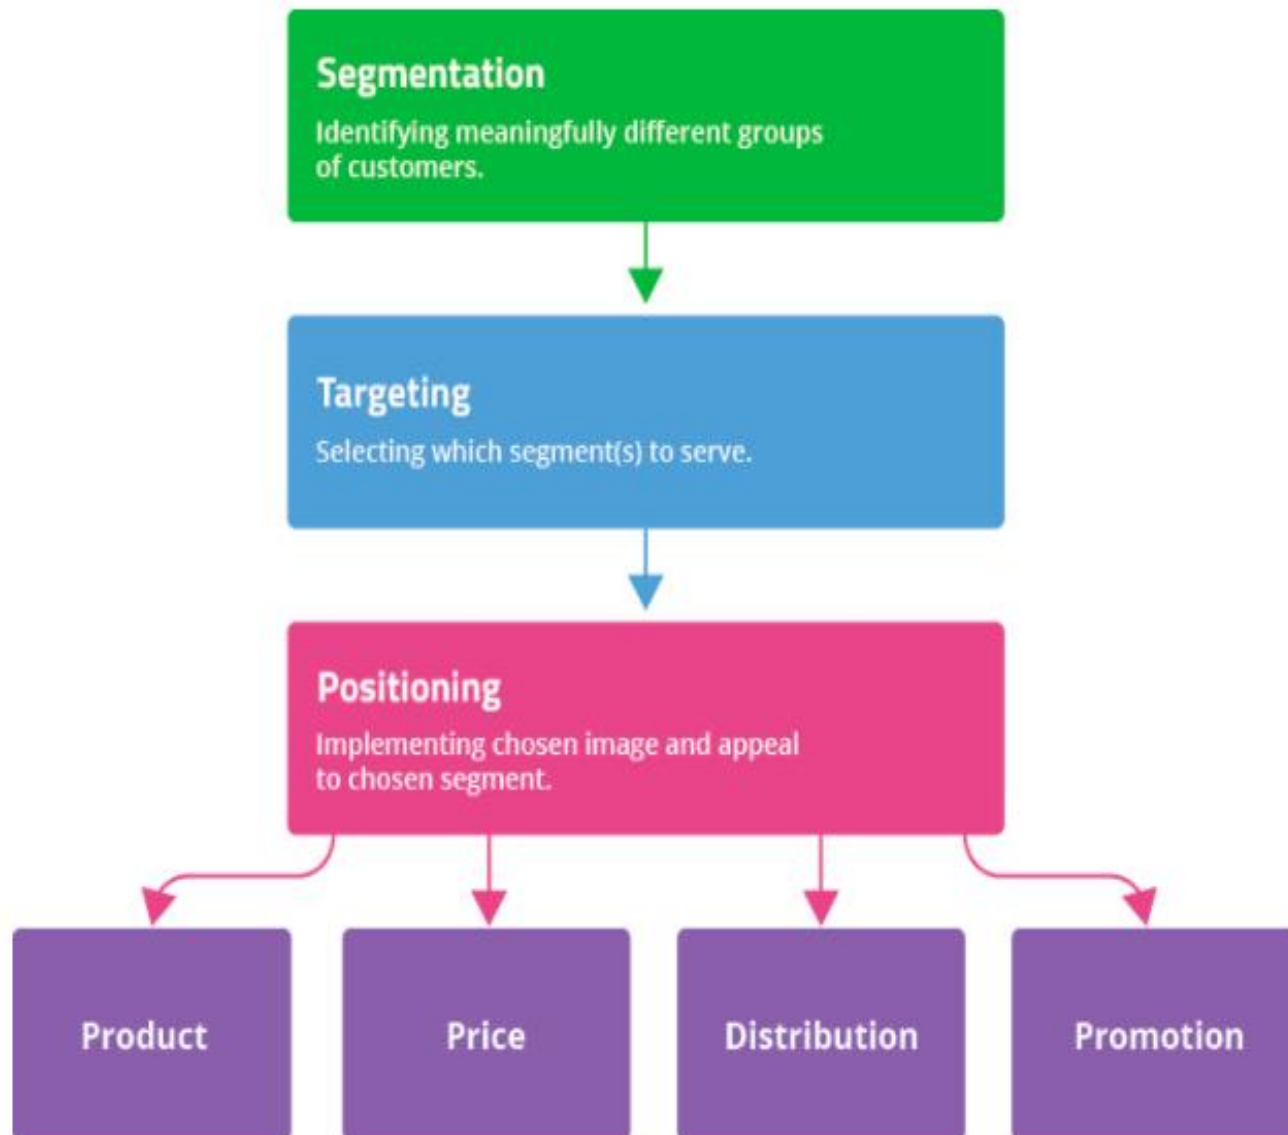 Segmentation
Identifying meaningfully different groups
of customers.
Targeting
Selecting which segment(s) to serve.
Positioning
Implementing chosen image and appeal
to chosen segment.
Product
Price
Distribution
Promotion